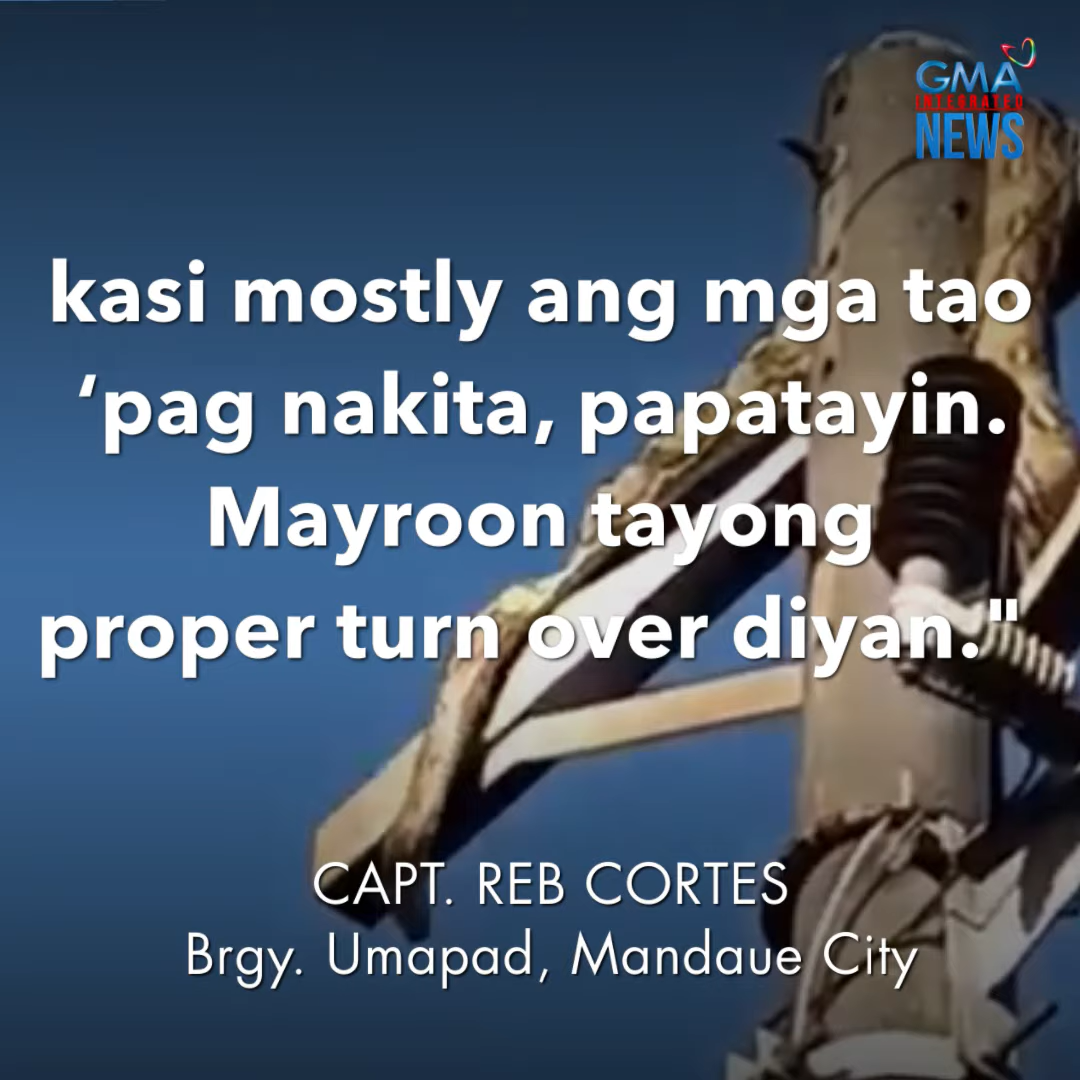 GMA
INTEGRATED
NEWS
kasi mostly ang mga tao
‘pag nakita, papatayin.
Mayroon tayong
proper turn over diyan."
CAPT. REB CORTES
Brgy. Umapad, Mandaue City